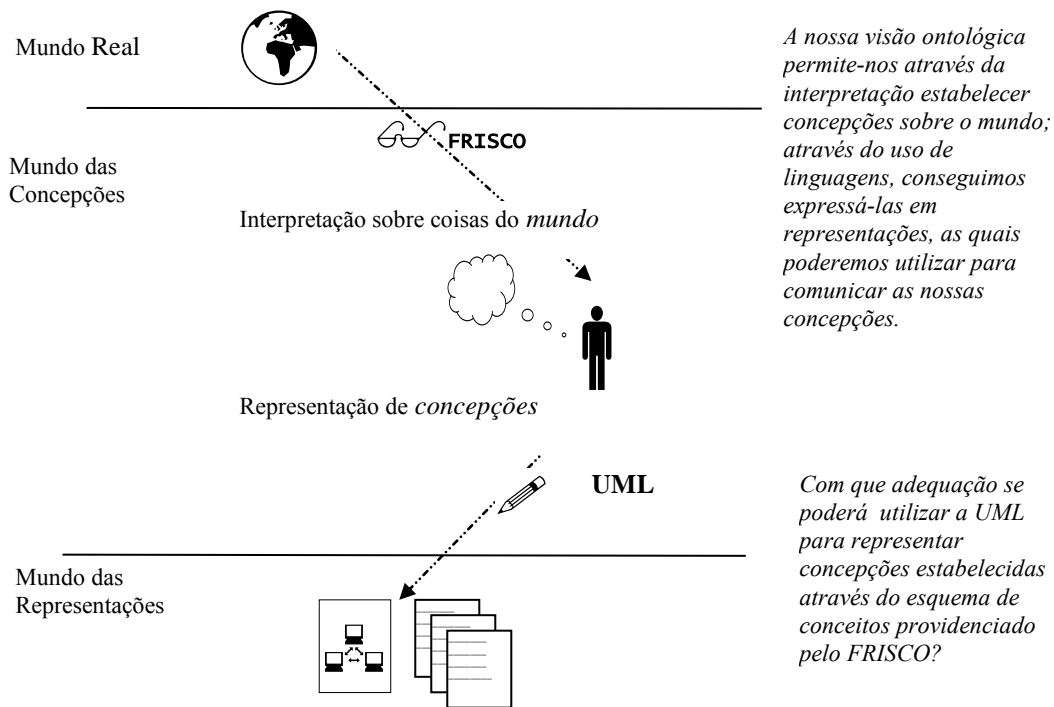 Mundo Real
FRISCO
Mundo das
Concepções
Interpretação sobre coisas do mundo
Representação de concepções
UML
Mundo das
Representações
A nossa visão ontológica
permite-nos através da
interpretação estabelecer
concepções sobre o mundo;
através do uso de
linguagens, conseguimos
expressá-las em
representações, as quais
poderemos utilizar para
comunicar as nossas
concepções.
Com que adequação se
poderá utilizar a UML
para representar
concepções estabelecidas
através do esquema de
conceitos providenciado
pelo FRISCO?